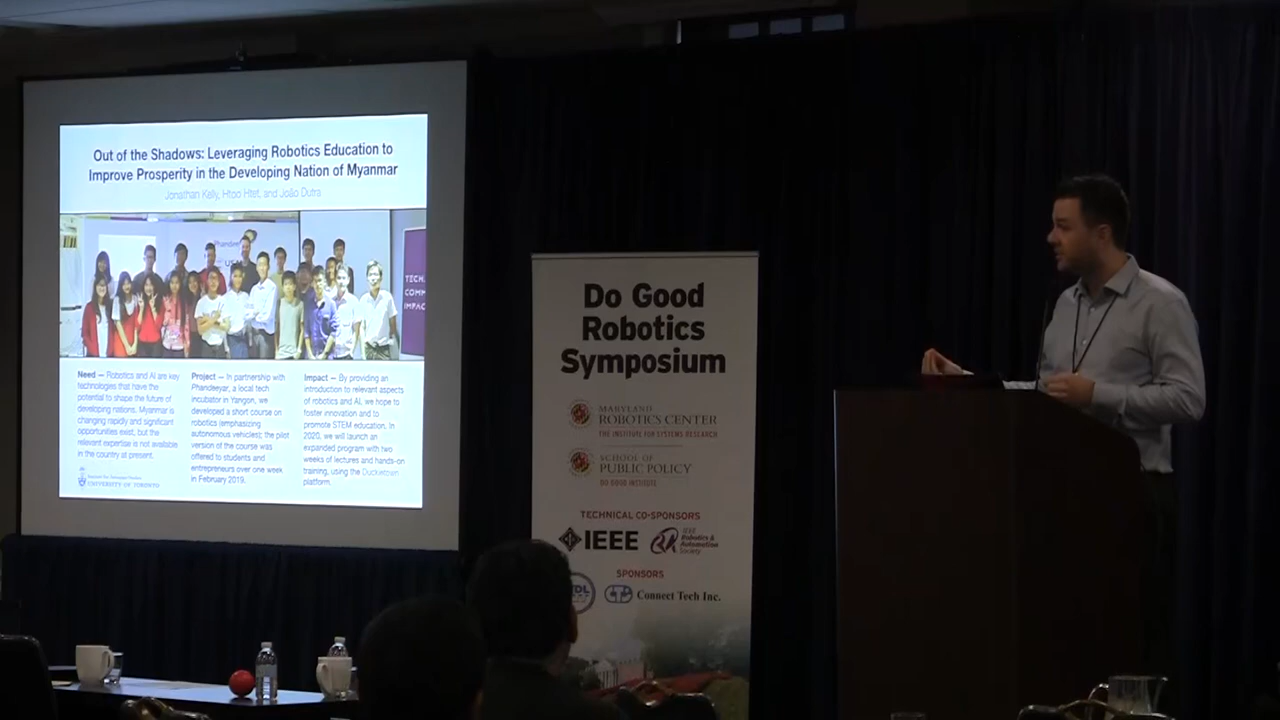 Out of the Shadows: Leveraging Robotics Education to
Improve Prosperity in the Developing Nation of Myanmar
Jonathan Kelly, Htoo Htet, and João Dutra
Phandeeyar
TECH.
COMM
IMPACT
Need — Robotics and AI are key
technologies that have the
potential to shape the future of
developing nations. Myanmar is
changing rapidly and significant
opportunities exist, but the
relevant expertise is not available
in the country at present.
Project — In partnership with
Phandeeyar, a local tech
incubator in Yangon, we
developed a short course on
robotics (emphasizing
autonomous vehicles); the pilot
version of the course was
offered to students and
entrepreneurs over one week
in February 2019.
Impact — By providing an
introduction to relevant aspects
of robotics and AI, we hope to
foster innovation and to
promote STEM education. In
2020, we will launch an
expanded program with two
weeks of lectures and hands-on
training, using the Duckietown
platform.
UNIVERSITY OF TORONTO
Do Good
Robotics
Symposium
MARYLAND
ROBOTICS CENTER
THE INSTITUTE FOR SYSTEMS RESEARCH
SCHOOL OF
PUBLIC POLICY
DO GOOD INSTITUTE
TECHNICAL CO-SPONSORS
IEEE
IEEE
Robotics &
Automation
Society
SPONSORS
TDL
Connect Tech Inc.